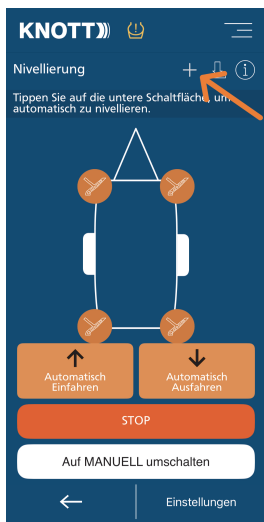 KNOTT
Nivellierung
Tippen Sie auf die untere Schaltfläche, um
automatisch zu nivellieren.
Automatisch
Einfahren
Automatisch
Ausfahren
STOP
Auf MANUELL umschalten
Einstellungen